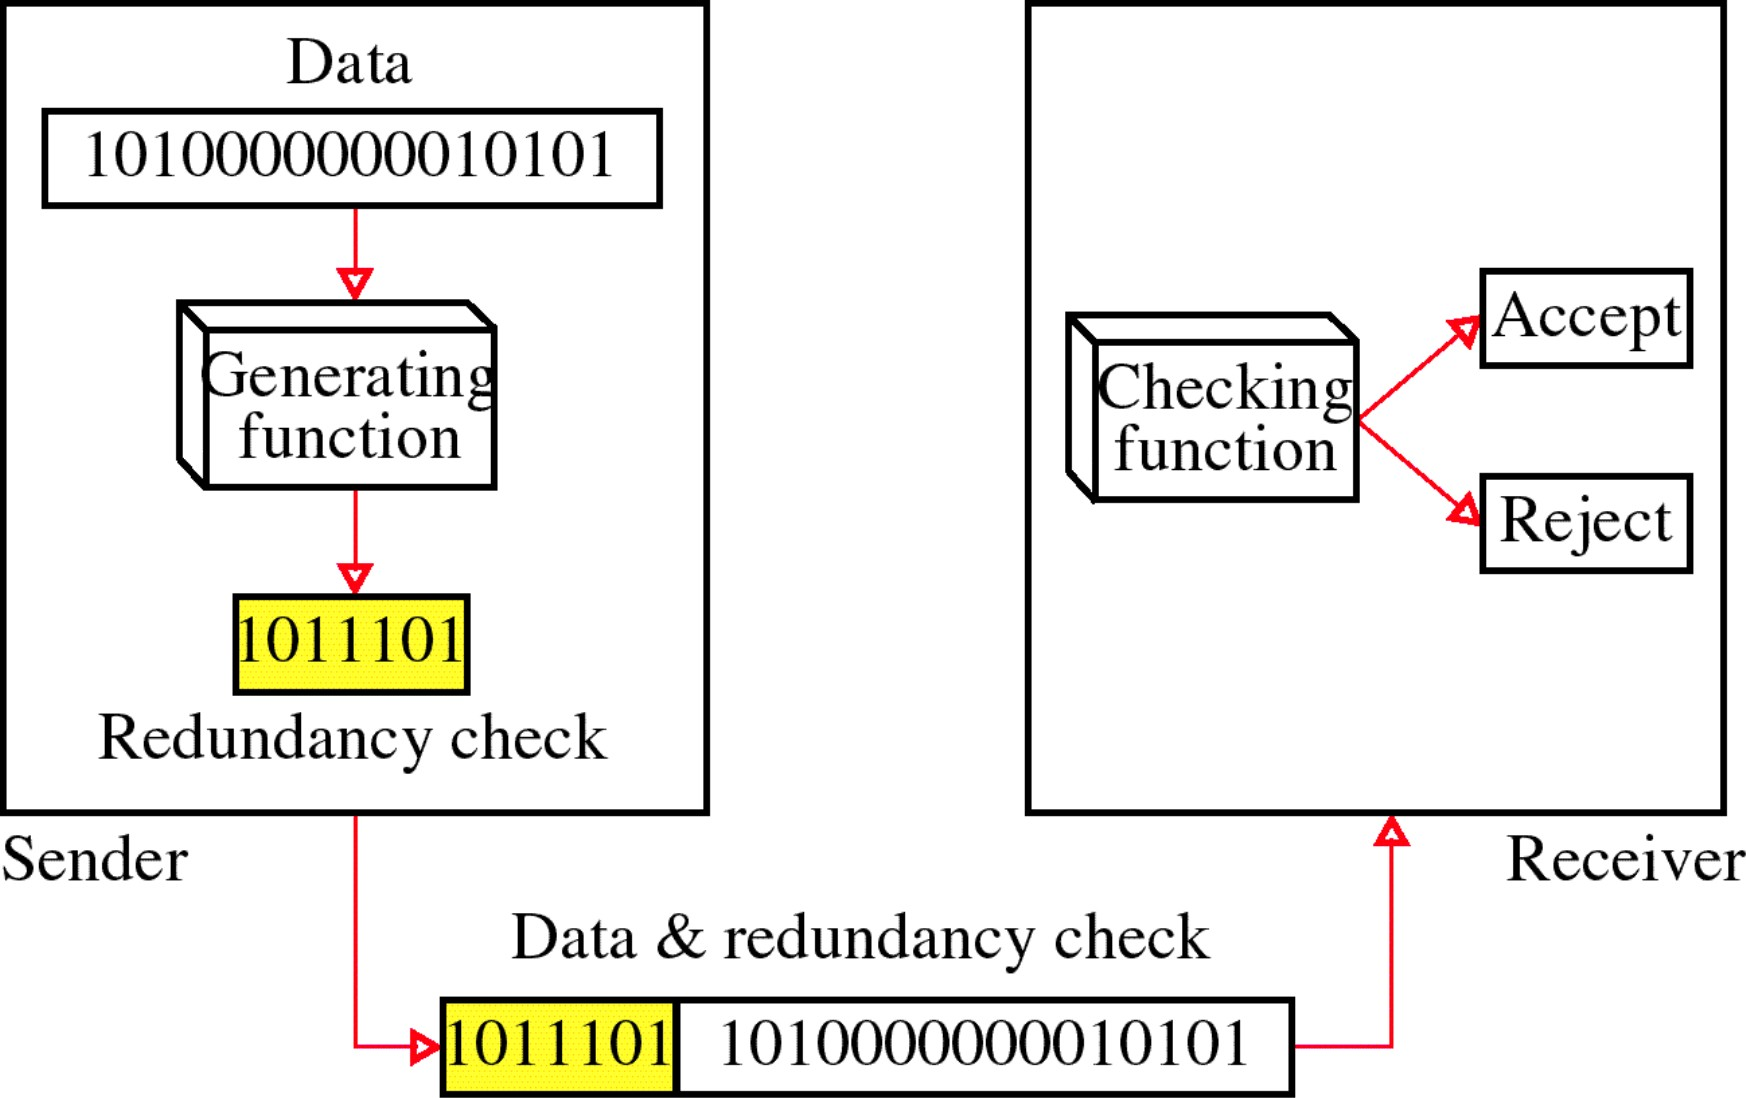 Data
1010000000010101
Generating
function
1011101
Redundancy check
Sender
Checking
function
Accept
Reject
Receiver
Data & redundancy check
1011101 1010000000010101